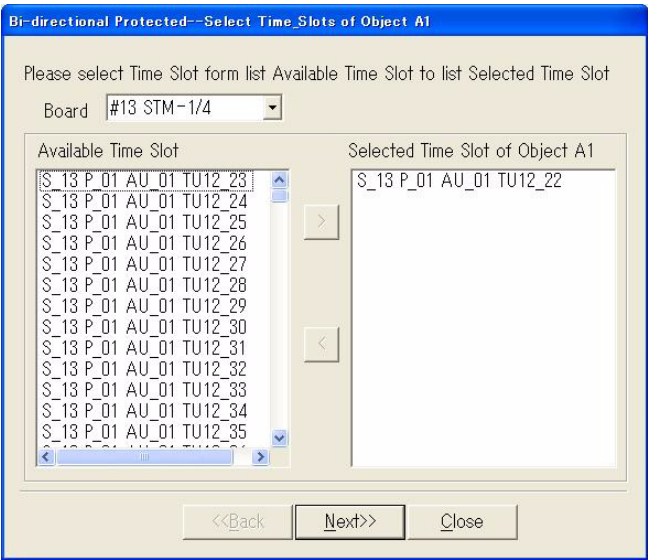 Bi-directional Protected--Select Time_Slots of Object A1
Please select Time Slot form list Available Time Slot to list Selected Time Slot
Board #13 STM-1/4
Available Time Slot
S_13 P_01 AU_01 TU12_23
S_13 P_01 AU_01 TU12_24
S_13 P_01 AU_01 TU12_25
S_13 P_01 AU_01 TU12_26
S_13 P_01 AU_01 TU12_27
S_13 P_01 AU_01 TU12_28
S_13 P_01 AU_01 TU12_29
S_13 P_01 AU_01 TU12_30
S_13 P_01 AU_01 TU12_31
S_13 P_01 AU_01 TU12_32
S_13 P_01 AU_01 TU12_33
S_13 P_01 AU_01 TU12_34
S_13 P_01 AU_01 TU12_35
>
<
Selected Time Slot of Object A1
S_13 P_01 AU_01 TU12_22
<<Back
Next>>
Close